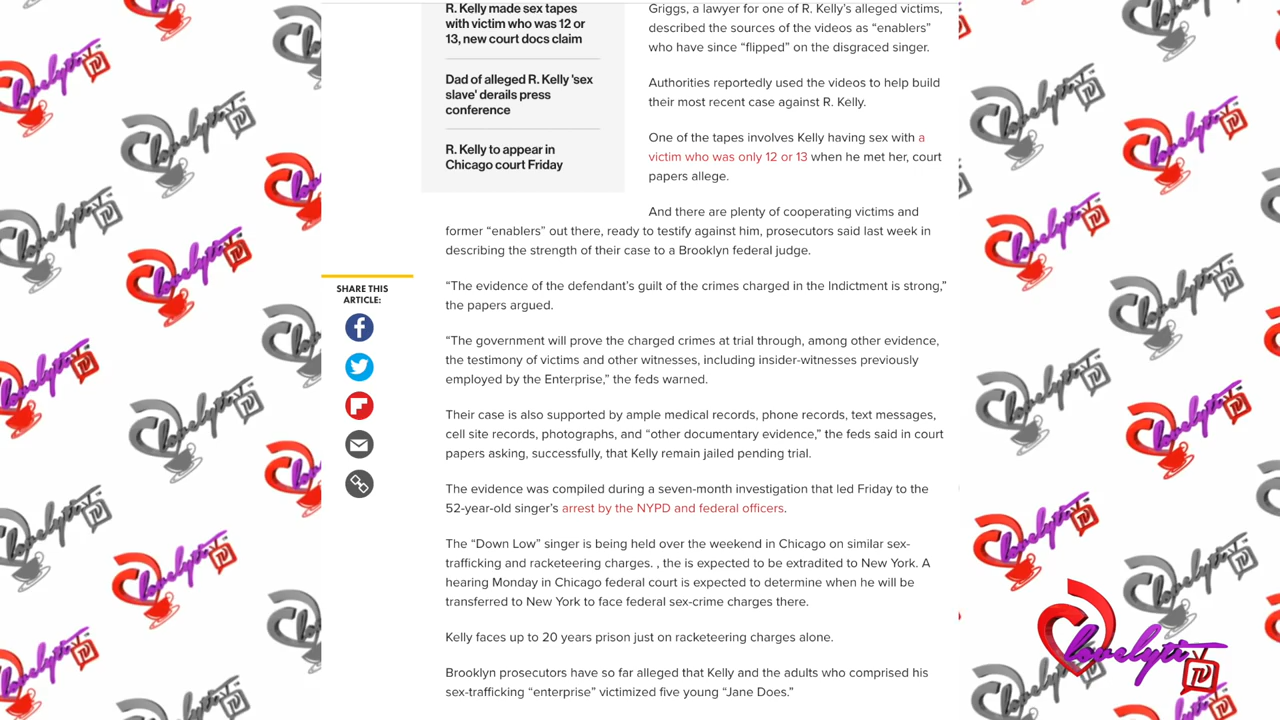 R. Kelly made sex tapes
with victim who was 12 or
13, new court docs claim
Dad of alleged R. Kelly 'sex
slave' derails press
conference
R. Kelly to appear in
Chicago court Friday
Griggs, a lawyer for one of R. Kelly’s alleged victims,
described the sources of the videos as “enablers”
who have since “flipped” on the disgraced singer.
Authorities reportedly used the videos to help build
their most recent case against R. Kelly.
One of the tapes involves Kelly having sex with a
victim who was only 12 or 13 when he met her, court
papers allege.
And there are plenty of cooperating victims and
former “enablers” out there, ready to testify against him, prosecutors said last week in
describing the strength of their case to a Brooklyn federal judge.
“The evidence of the defendant’s guilt of the crimes charged in the Indictment is strong,”
the papers argued.
“The government will prove the charged crimes at trial through, among other evidence,
the testimony of victims and other witnesses, including insider-witnesses previously
employed by the Enterprise,” the feds warned.
Their case is also supported by ample medical records, phone records, text messages,
cell site records, photographs, and “other documentary evidence,” the feds said in court
papers asking, successfully, that Kelly remain jailed pending trial.
The evidence was compiled during a seven-month investigation that led Friday to the
52-year-old singer’s arrest by the NYPD and federal officers.
The “Down Low” singer is being held over the weekend in Chicago on similar sex-
trafficking and racketeering charges. , the is expected to be extradited to New York. A
hearing Monday in Chicago federal court is expected to determine when he will be
transferred to New York to face federal sex-crime charges there.
Kelly faces up to 20 years prison just on racketeering charges alone.
Brooklyn prosecutors have so far alleged that Kelly and the adults who comprised his
sex-trafficking “enterprise” victimized five young “Jane Does.”
SHARE THIS
ARTICLE:
lovelyti TV